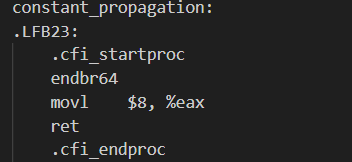 constant_propagation:
.LFB23:
    .cfi_startproc
    endbr64
    movl    $8, %eax
    ret
    .cfi_endproc